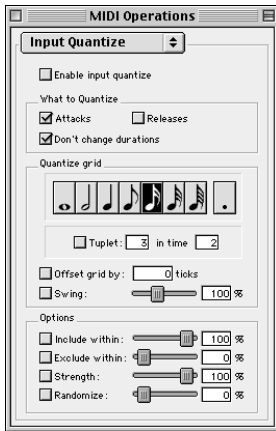 MIDI Operations
Input Quantize
Enable input quantize
What to Quantize
Attacks Releases
Don't change durations
Quantize grid
Tuplet: 3 in time 2
Offset grid by: 0 ticks
Swing: 100 %
Options
Include within: 100 %
Exclude within: 0 %
Strength: 100 %
Randomize: 0 %